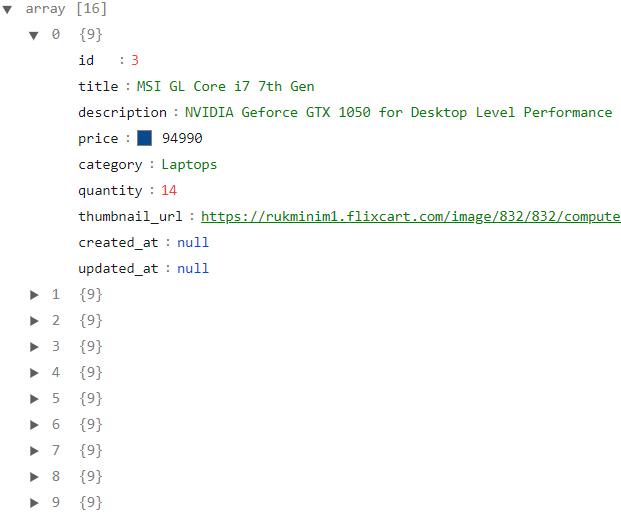 array [16]
0 {9}
id : 3
title : MSI GL Core i7 7th Gen
description : NVIDIA Geforce GTX 1050 for Desktop Level Performance
price : 94990
category : Laptops
quantity : 14
thumbnail_url : https://rukminim1.flixcart.com/image/832/832/compute
created_at : null
updated_at : null
1 {9}
2 {9}
3 {9}
4 {9}
5 {9}
6 {9}
7 {9}
8 {9}
9 {9}